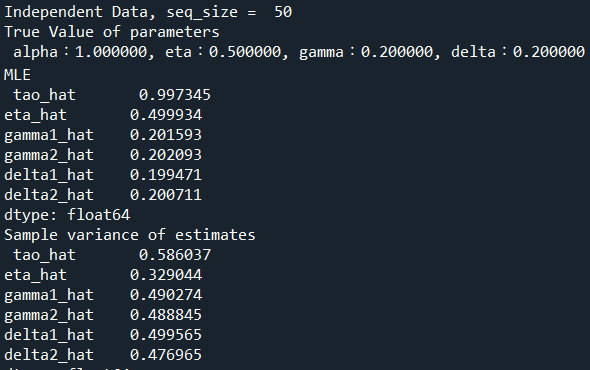 Independent Data, seq_size =  50
True Value of parameters
 alpha：1.000000, eta：0.500000, gamma：0.200000, delta：0.200000
MLE
 tao_hat       0.997345
eta_hat       0.499934
gamma1_hat    0.201593
gamma2_hat    0.202093
delta1_hat    0.199471
delta2_hat    0.200711
dtype: float64
Sample variance of estimates
 tao_hat       0.586037
eta_hat       0.329044
gamma1_hat    0.490274
gamma2_hat    0.488845
delta1_hat    0.499565
delta2_hat    0.476965